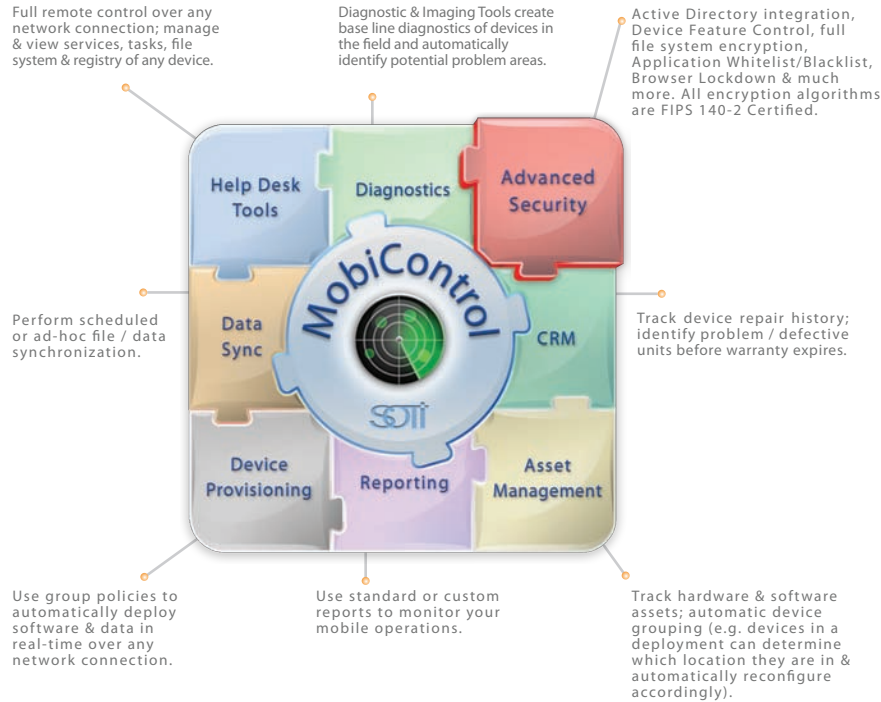 Full remote control over any
network connection; manage
& view services, tasks, file
system & registry of any device.
Diagnostic & Imaging Tools create
base line diagnostics of devices in
the field and automatically
identify potential problem areas.
Active Directory integration,
Device Feature Control, full
file system encryption,
Application Whitelist/Blacklist,
Browser Lockdown & much
more. All encryption algorithms
are FIPS 140-2 Certified.
Help Desk
Tools
Diagnostics
Advanced
Security
MobiControl
Perform scheduled
or ad-hoc file / data
synchronization.
Data
Sync
CRM
Track device repair history;
identify problem / defective
units before warranty expires.
SOTI
Device
Provisioning
Reporting
Asset
Management
Use group policies to
automatically deploy
software & data in
real-time over any
network connection.
Use standard or custom
reports to monitor your
mobile operations.
Track hardware & software
assets; automatic device
grouping (e.g. devices in a
deployment can determine
which location they are in &
automatically reconfigure
accordingly).